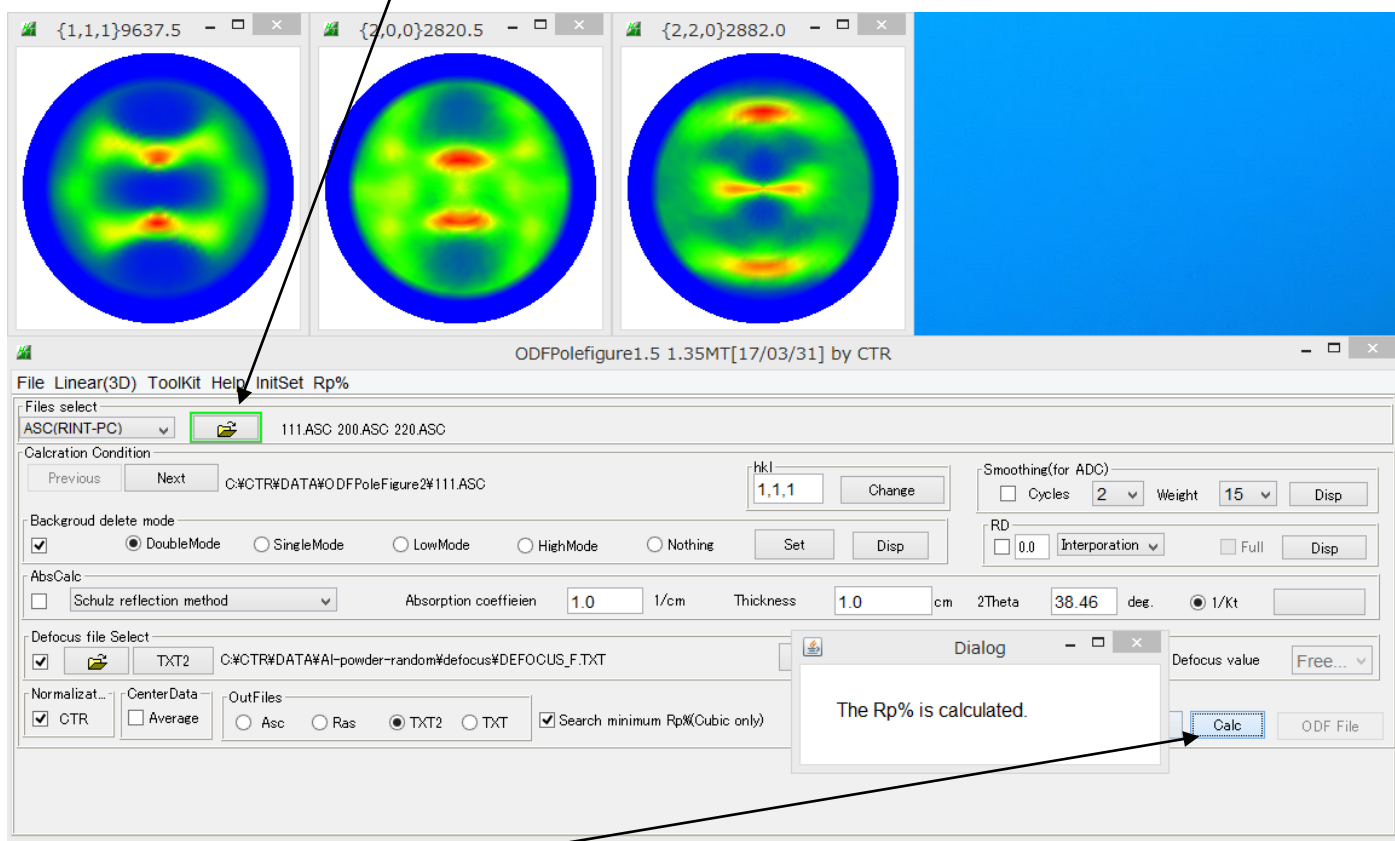 {1,1,1}9637.5
{2,0,0}2820.5
{2,2,0}2882.0
ODFPolefigure1.5 1.35MT[17/03/31] by CTR
File Linear(3D) ToolKit Help InitSet Rp%
Files select
ASC(RINT-PC) 111.ASC 200.ASC 220.ASC
Calcration Condition
Previous Next C:¥CTR¥DATA¥ODFPoleFigure2¥111.ASC
hkl
1,1,1 Change
Smoothing(for ADC)
Cycles 2 Weight 15 Disp
Backgroud delete mode
DoubleMode SingleMode LowMode HighMode Nothing Set Disp
RD
0.0 Interporation Full Disp
AbsCalc
Schulz reflection method Absorption coeffieien 1.0 1/cm Thickness 1.0 cm 2Theta 38.46 deg. 1/Kt
Defocus file Select
TXT2 C:¥CTR¥DATA¥Al-powder-random¥defocus¥DEFOCUS_F.TXT
Defocus value Free...
Dialog
The Rp% is calculated.
Normalizat...
CTR
CenterData
Average
OutFiles
Asc Ras TXT2 TXT
Search minimum Rp%(Cubic only)
Calc ODF File